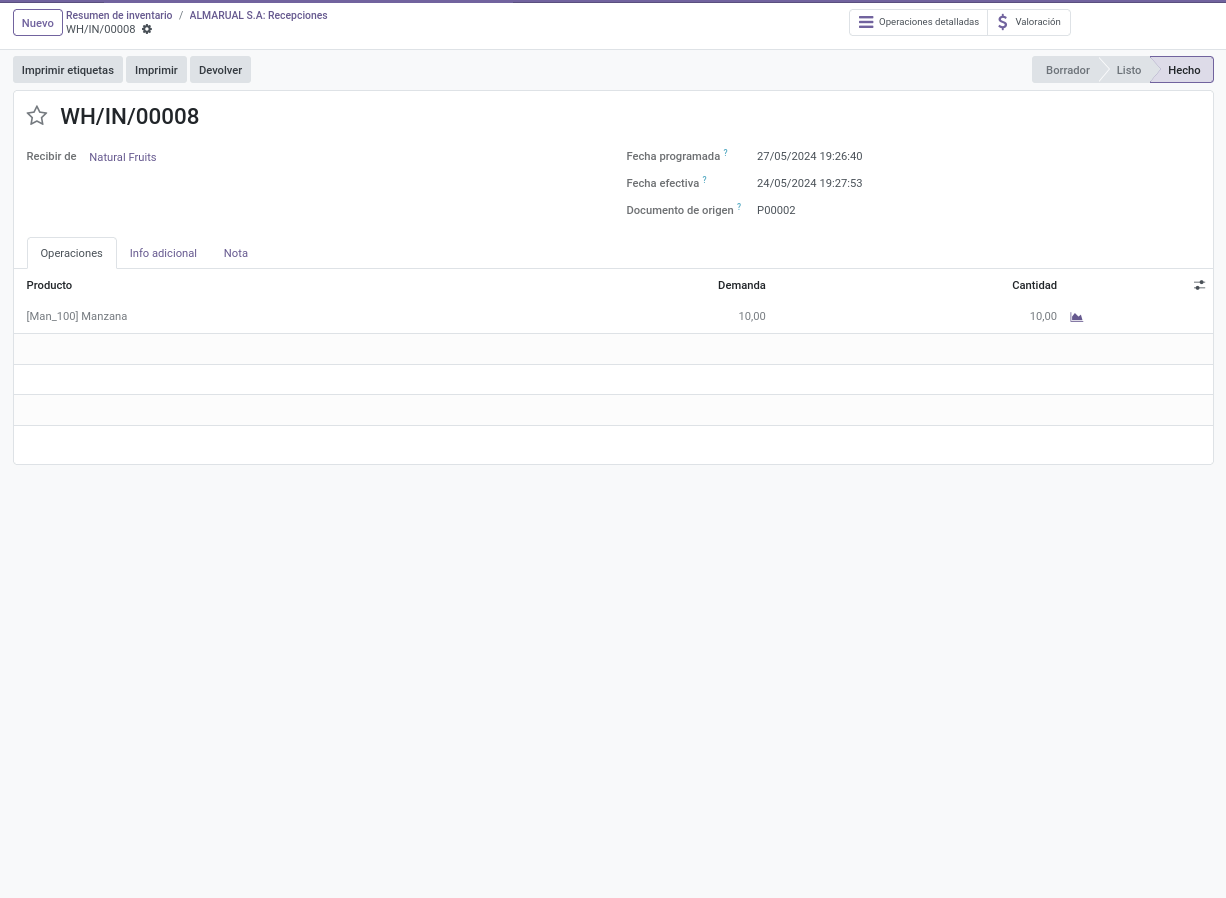 Nuevo
Resumen de inventario / ALMARUAL S.A: Recepciones
WH/IN/00008
Operaciones detalladas
Valoración
Imprimir etiquetas
Imprimir
Devolver
Borrador
Listo
Hecho
WH/IN/00008
Recibir de Natural Fruits
Fecha programada ? 27/05/2024 19:26:40
Fecha efectiva ? 24/05/2024 19:27:53
Documento de origen ? P00002
Operaciones Info adicional Nota
Producto Demanda Cantidad
[Man_100] Manzana 10,00 10,00